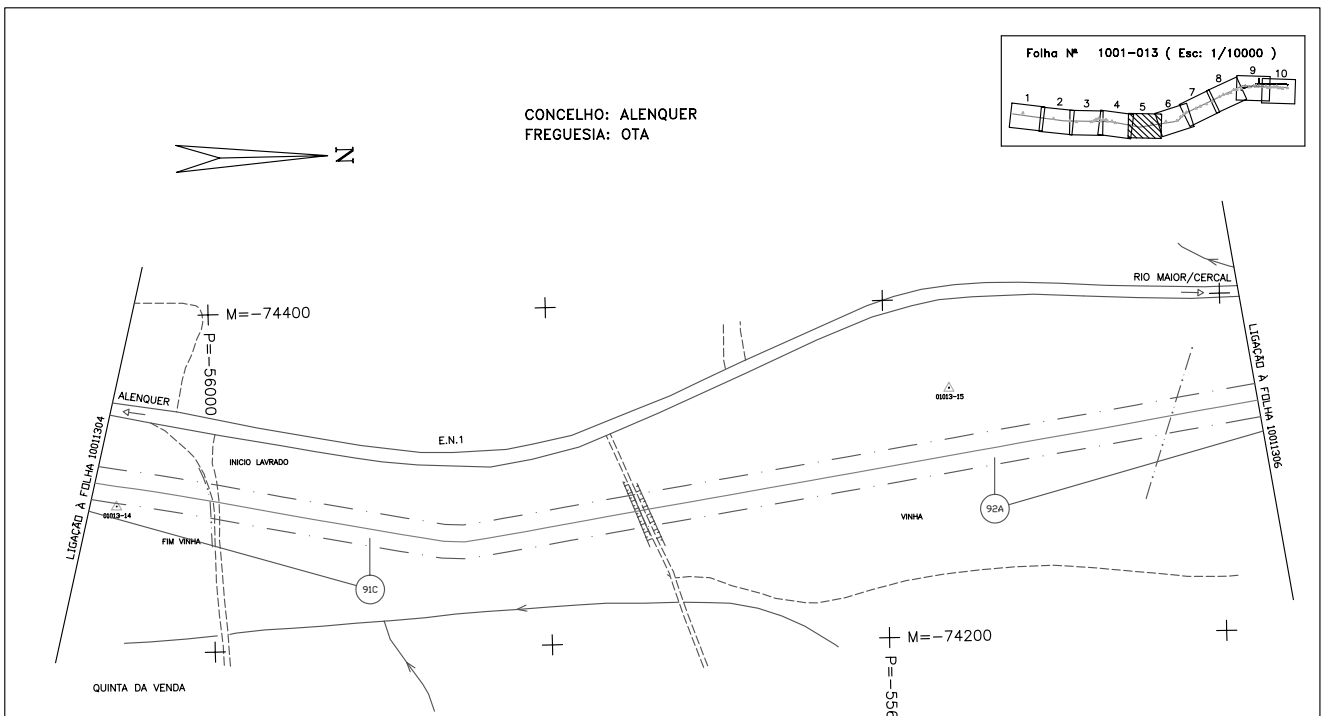 Folha Nª 1001-013 ( Esc: 1/10000 )
1 2 3 4 5 6 7 8 9 10
CONCELHO: ALENQUER
FREGUESIA: OTA
N
RIO MAIOR/CERCAL
M=-74400
P=-56000
LIGAÇÃO À FOLHA 10011306
ALENQUER
01013-15
E.N.1
LIGAÇÃO À FOLHA 10011304
INICIO LAVRADO
01013-14
92A
VINHA
FIM VINHA
91C
M=-74200
P=-556
QUINTA DA VENDA